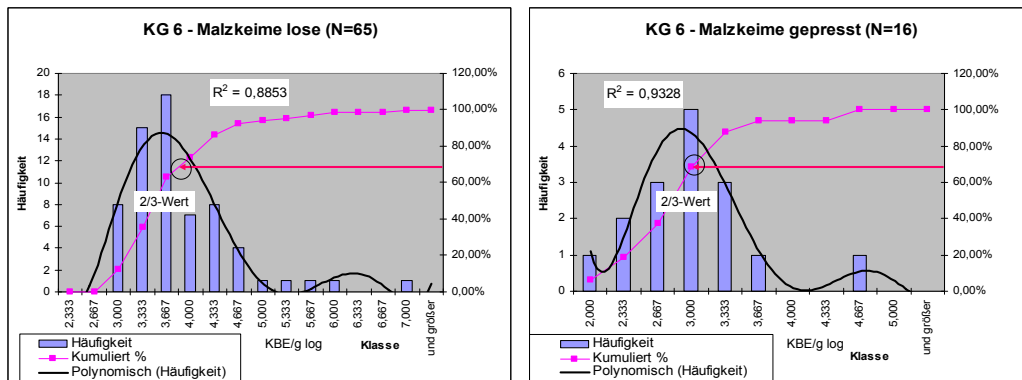 KG 6 - Malzkeime lose (N=65)
R² = 0,8853
2/3-Wert
Häufigkeit
20
18
16
14
12
10
8
6
4
2
0
120,00%
100,00%
80,00%
60,00%
40,00%
20,00%
0,00%
2,333
2,667
3,000
3,333
3,667
4,000
4,333
4,667
5,000
5,333
5,667
6,000
6,333
6,667
7,000
und größer
KBE/g log
Klasse
Häufigkeit
Kumuliert %
Polynomisch (Häufigkeit)
KG 6 - Malzkeime gepresst (N=16)
R² = 0,9328
2/3-Wert
Häufigkeit
6
5
4
3
2
1
0
120,00%
100,00%
80,00%
60,00%
40,00%
20,00%
0,00%
2,000
2,333
2,667
3,000
3,333
3,667
4,000
4,333
4,667
5,000
und größer
KBE/g log
Klasse
Häufigkeit
Kumuliert %
Polynomisch (Häufigkeit)